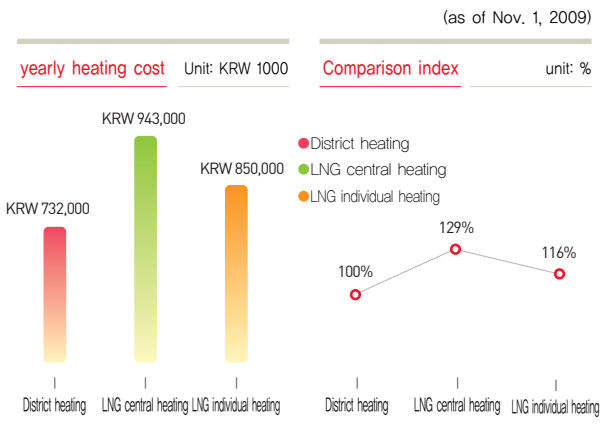 (as of Nov. 1, 2009)
yearly heating cost Unit: KRW 1000
Comparison index unit: %
KRW 943,000
KRW 850,000
KRW 732,000
District heating
LNG central heating
LNG individual heating
129%
116%
100%
District heating LNG central heating LNG individual heating
District heating LNG central heating LNG individual heating